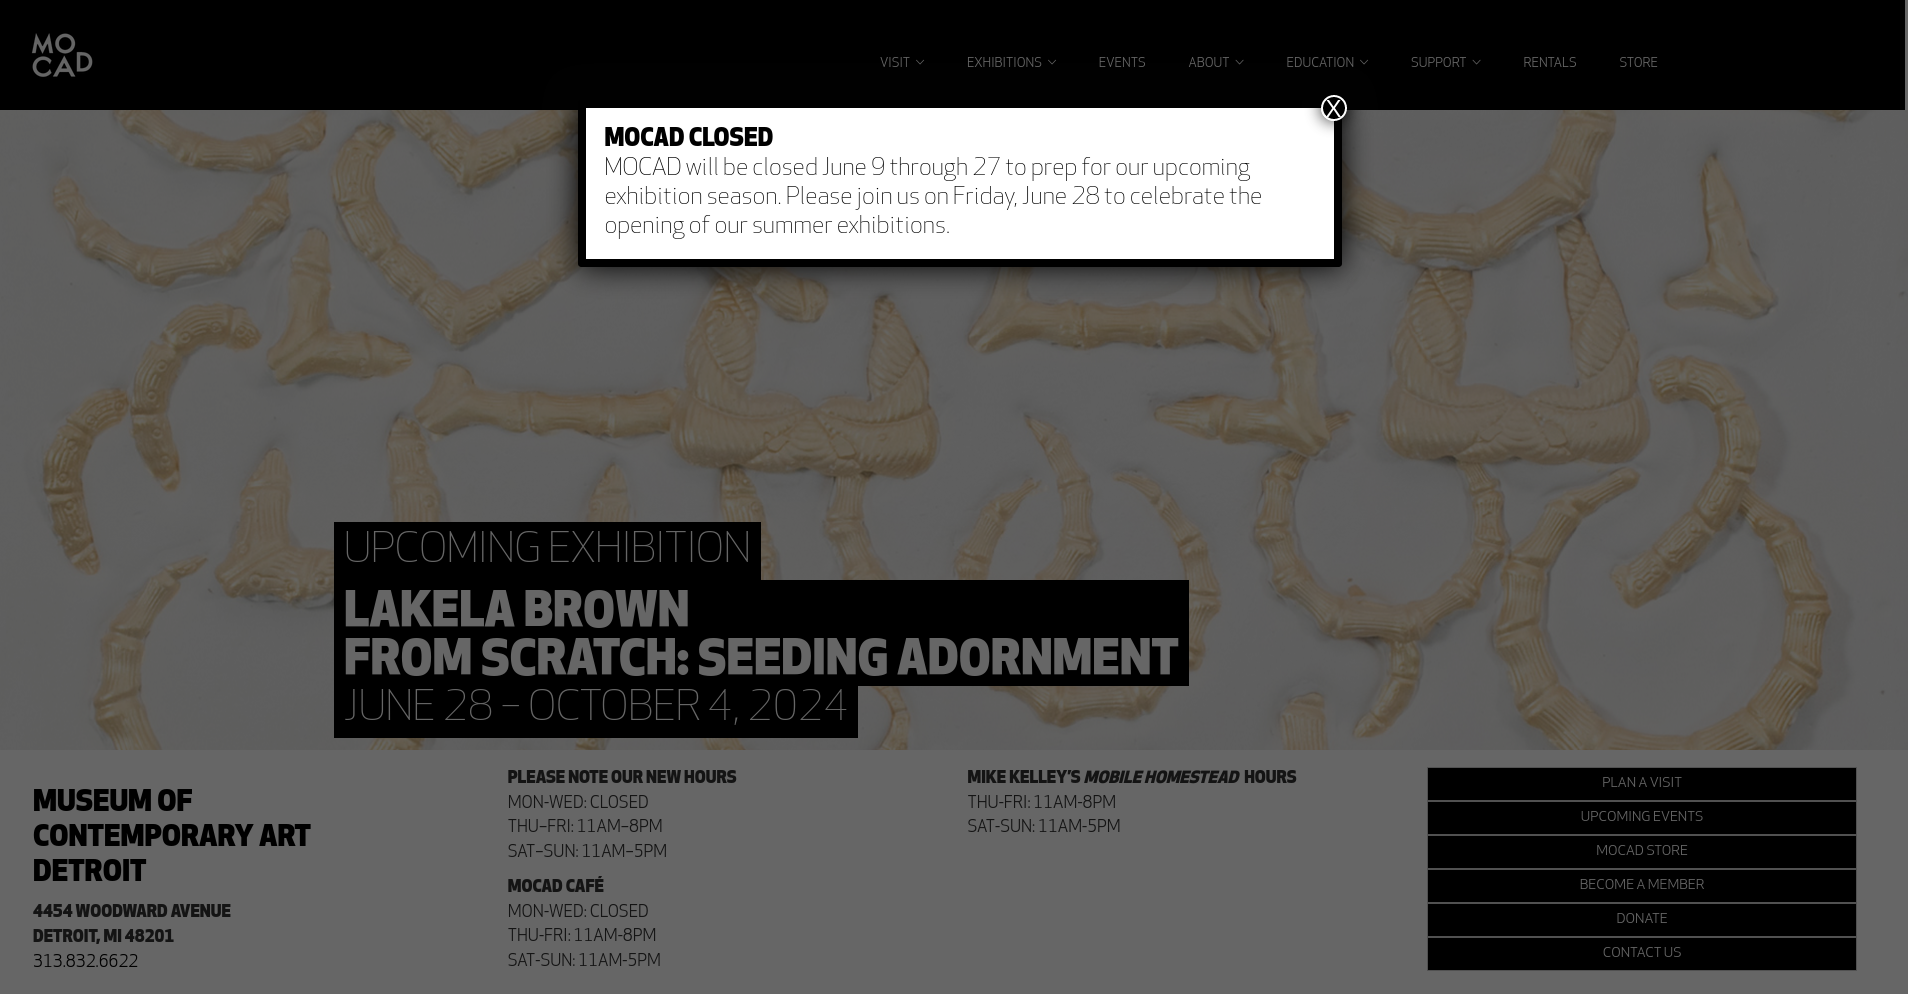 MO
CAD
VISIT
EXHIBITIONS
EVENTS
ABOUT
EDUCATION
SUPPORT
RENTALS
STORE
X
MOCAD CLOSED
MOCAD will be closed June 9 through 27 to prep for our upcoming
exhibition season. Please join us on Friday, June 28 to celebrate the
opening of our summer exhibitions.
UPCOMING EXHIBITION
LAKELA BROWN
FROM SCRATCH: SEEDING ADORNMENT
JUNE 28 – OCTOBER 4, 2024
MUSEUM OF
CONTEMPORARY ART
DETROIT
4454 WOODWARD AVENUE
DETROIT, MI 48201
313.832.6622
PLEASE NOTE OUR NEW HOURS
MON-WED: CLOSED
THU–FRI: 11AM–8PM
SAT–SUN: 11AM–5PM
MOCAD CAFÉ
MON-WED: CLOSED
THU-FRI: 11AM-8PM
SAT-SUN: 11AM-5PM
MIKE KELLEY'S MOBILE HOMESTEAD HOURS
THU-FRI: 11AM-8PM
SAT-SUN: 11AM-5PM
PLAN A VISIT
UPCOMING EVENTS
MOCAD STORE
BECOME A MEMBER
DONATE
CONTACT US